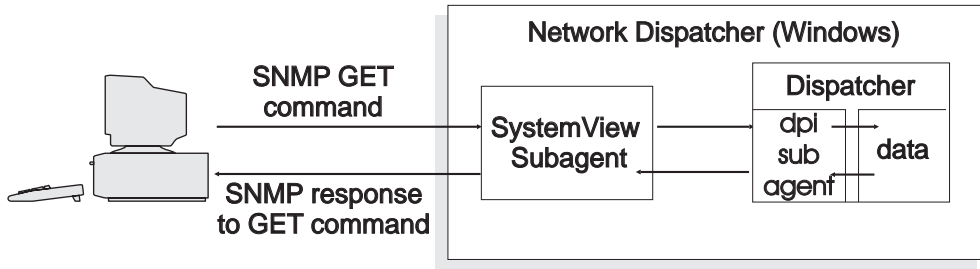 Network Dispatcher (Windows)
SNMP GET
command
SystemView
Subagent
Dispatcher
dpi
sub
agent
data
SNMP response
to GET command